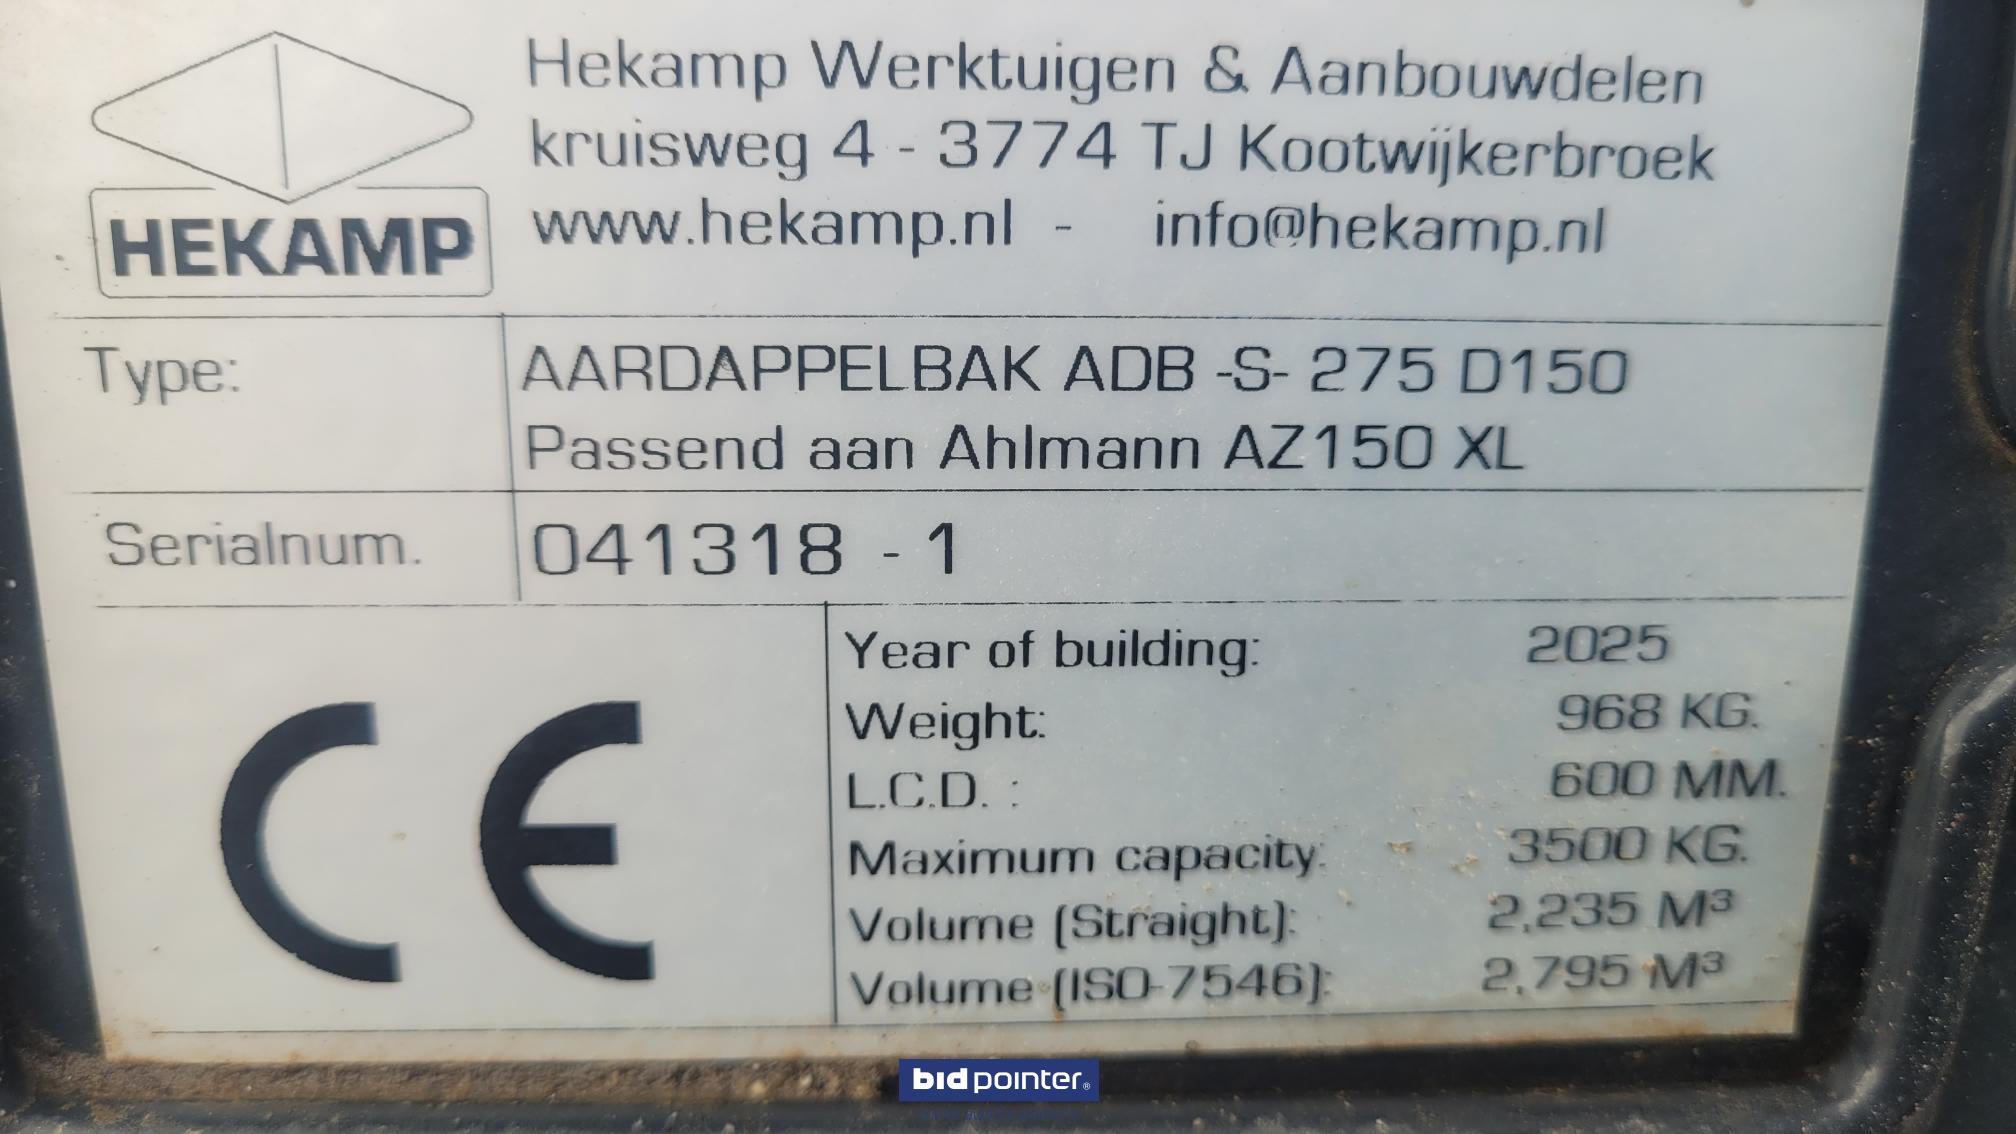 Hekamp Werktuigen & Aanbouwdelen
kruisweg 4 - 3774 TJ Kootwijkerbroek
www.hekamp.nl - info@hekamp.nl
HEKAMP
Type: AARDAPPELBAK ADB -S- 275 D150
Passend aan Ahlmann AZ150 XL
Serialnum. 041318 - 1
CE
Year of building: 2025
Weight: 968 KG.
L.C.D. : 600 MM.
Maximum capacity: 3500 KG.
Volume (Straight): 2,235 M³
Volume (ISO-7546): 2,795 M³
bidpointer®